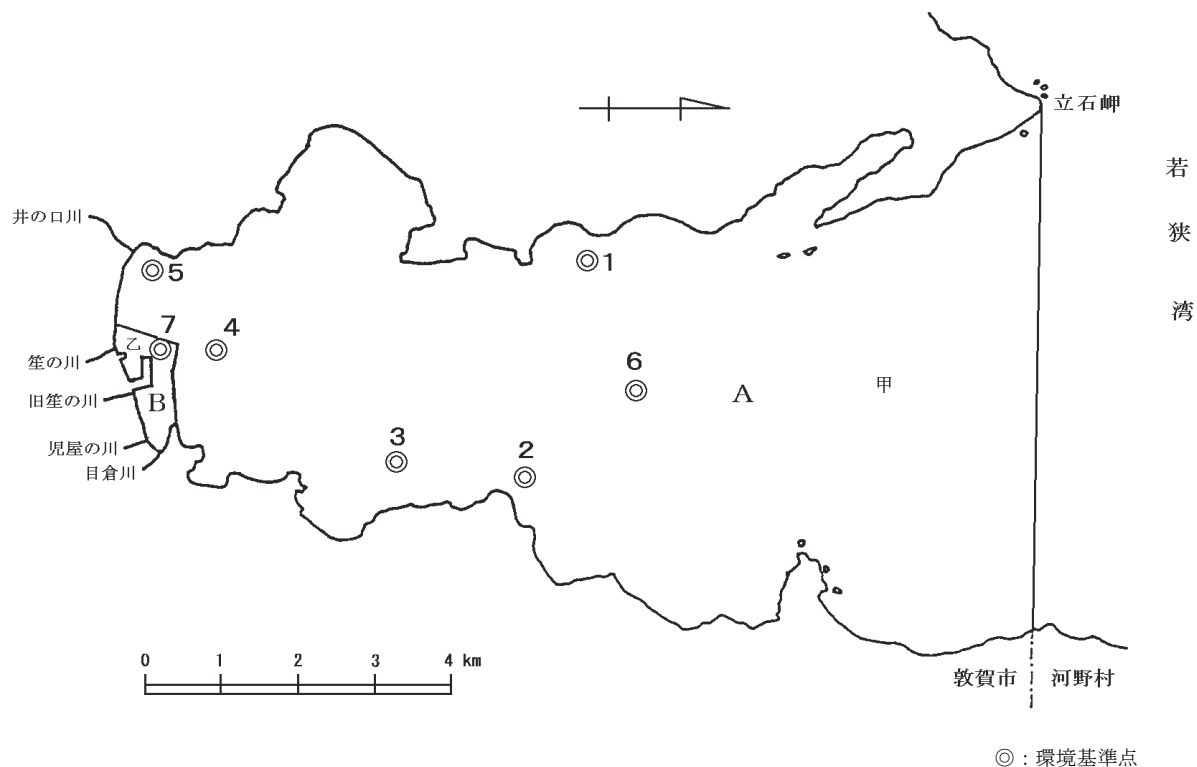 立石岬
若狭湾
井の口川
5
1
7
4
乙
笙の川
6
A
甲
旧笙の川
B
児屋の川
3
2
目倉川
0 1 2 3 4 km
敦賀市 河野村
◎：環境基準点